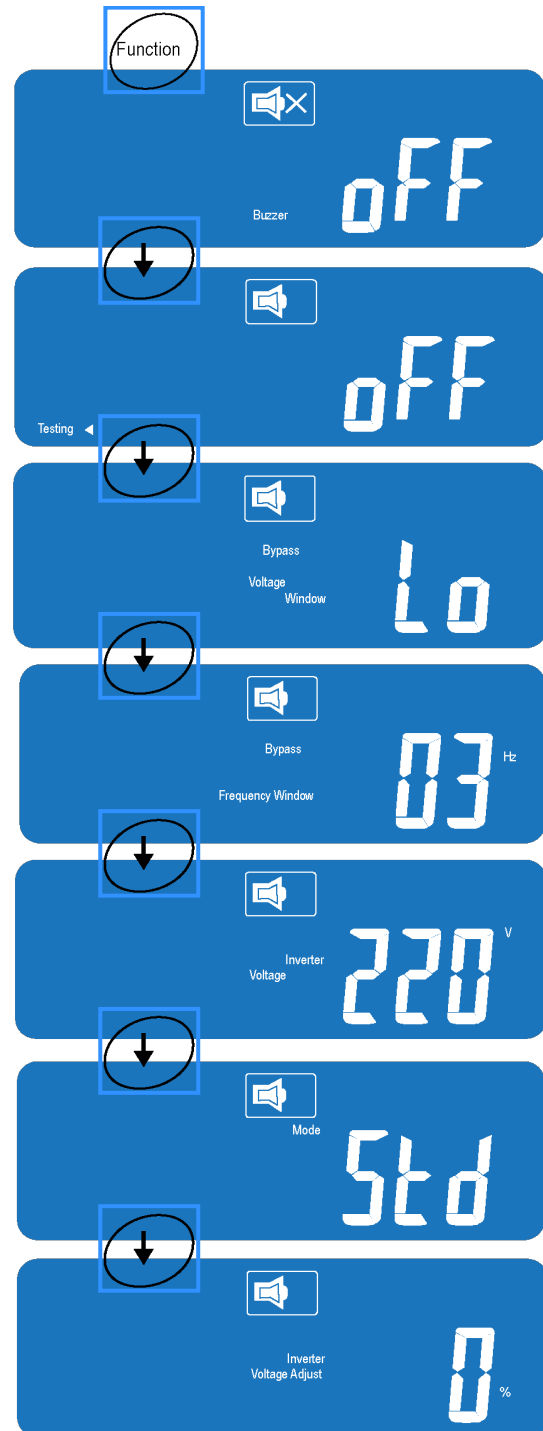 Function
oFF
Buzzer
oFF
Testing
Bypass
Voltage
Window
Lo
Bypass
03 Hz
Frequency Window
220 V
Inverter
Voltage
Mode
Std
Inverter
Voltage Adjust
0 %